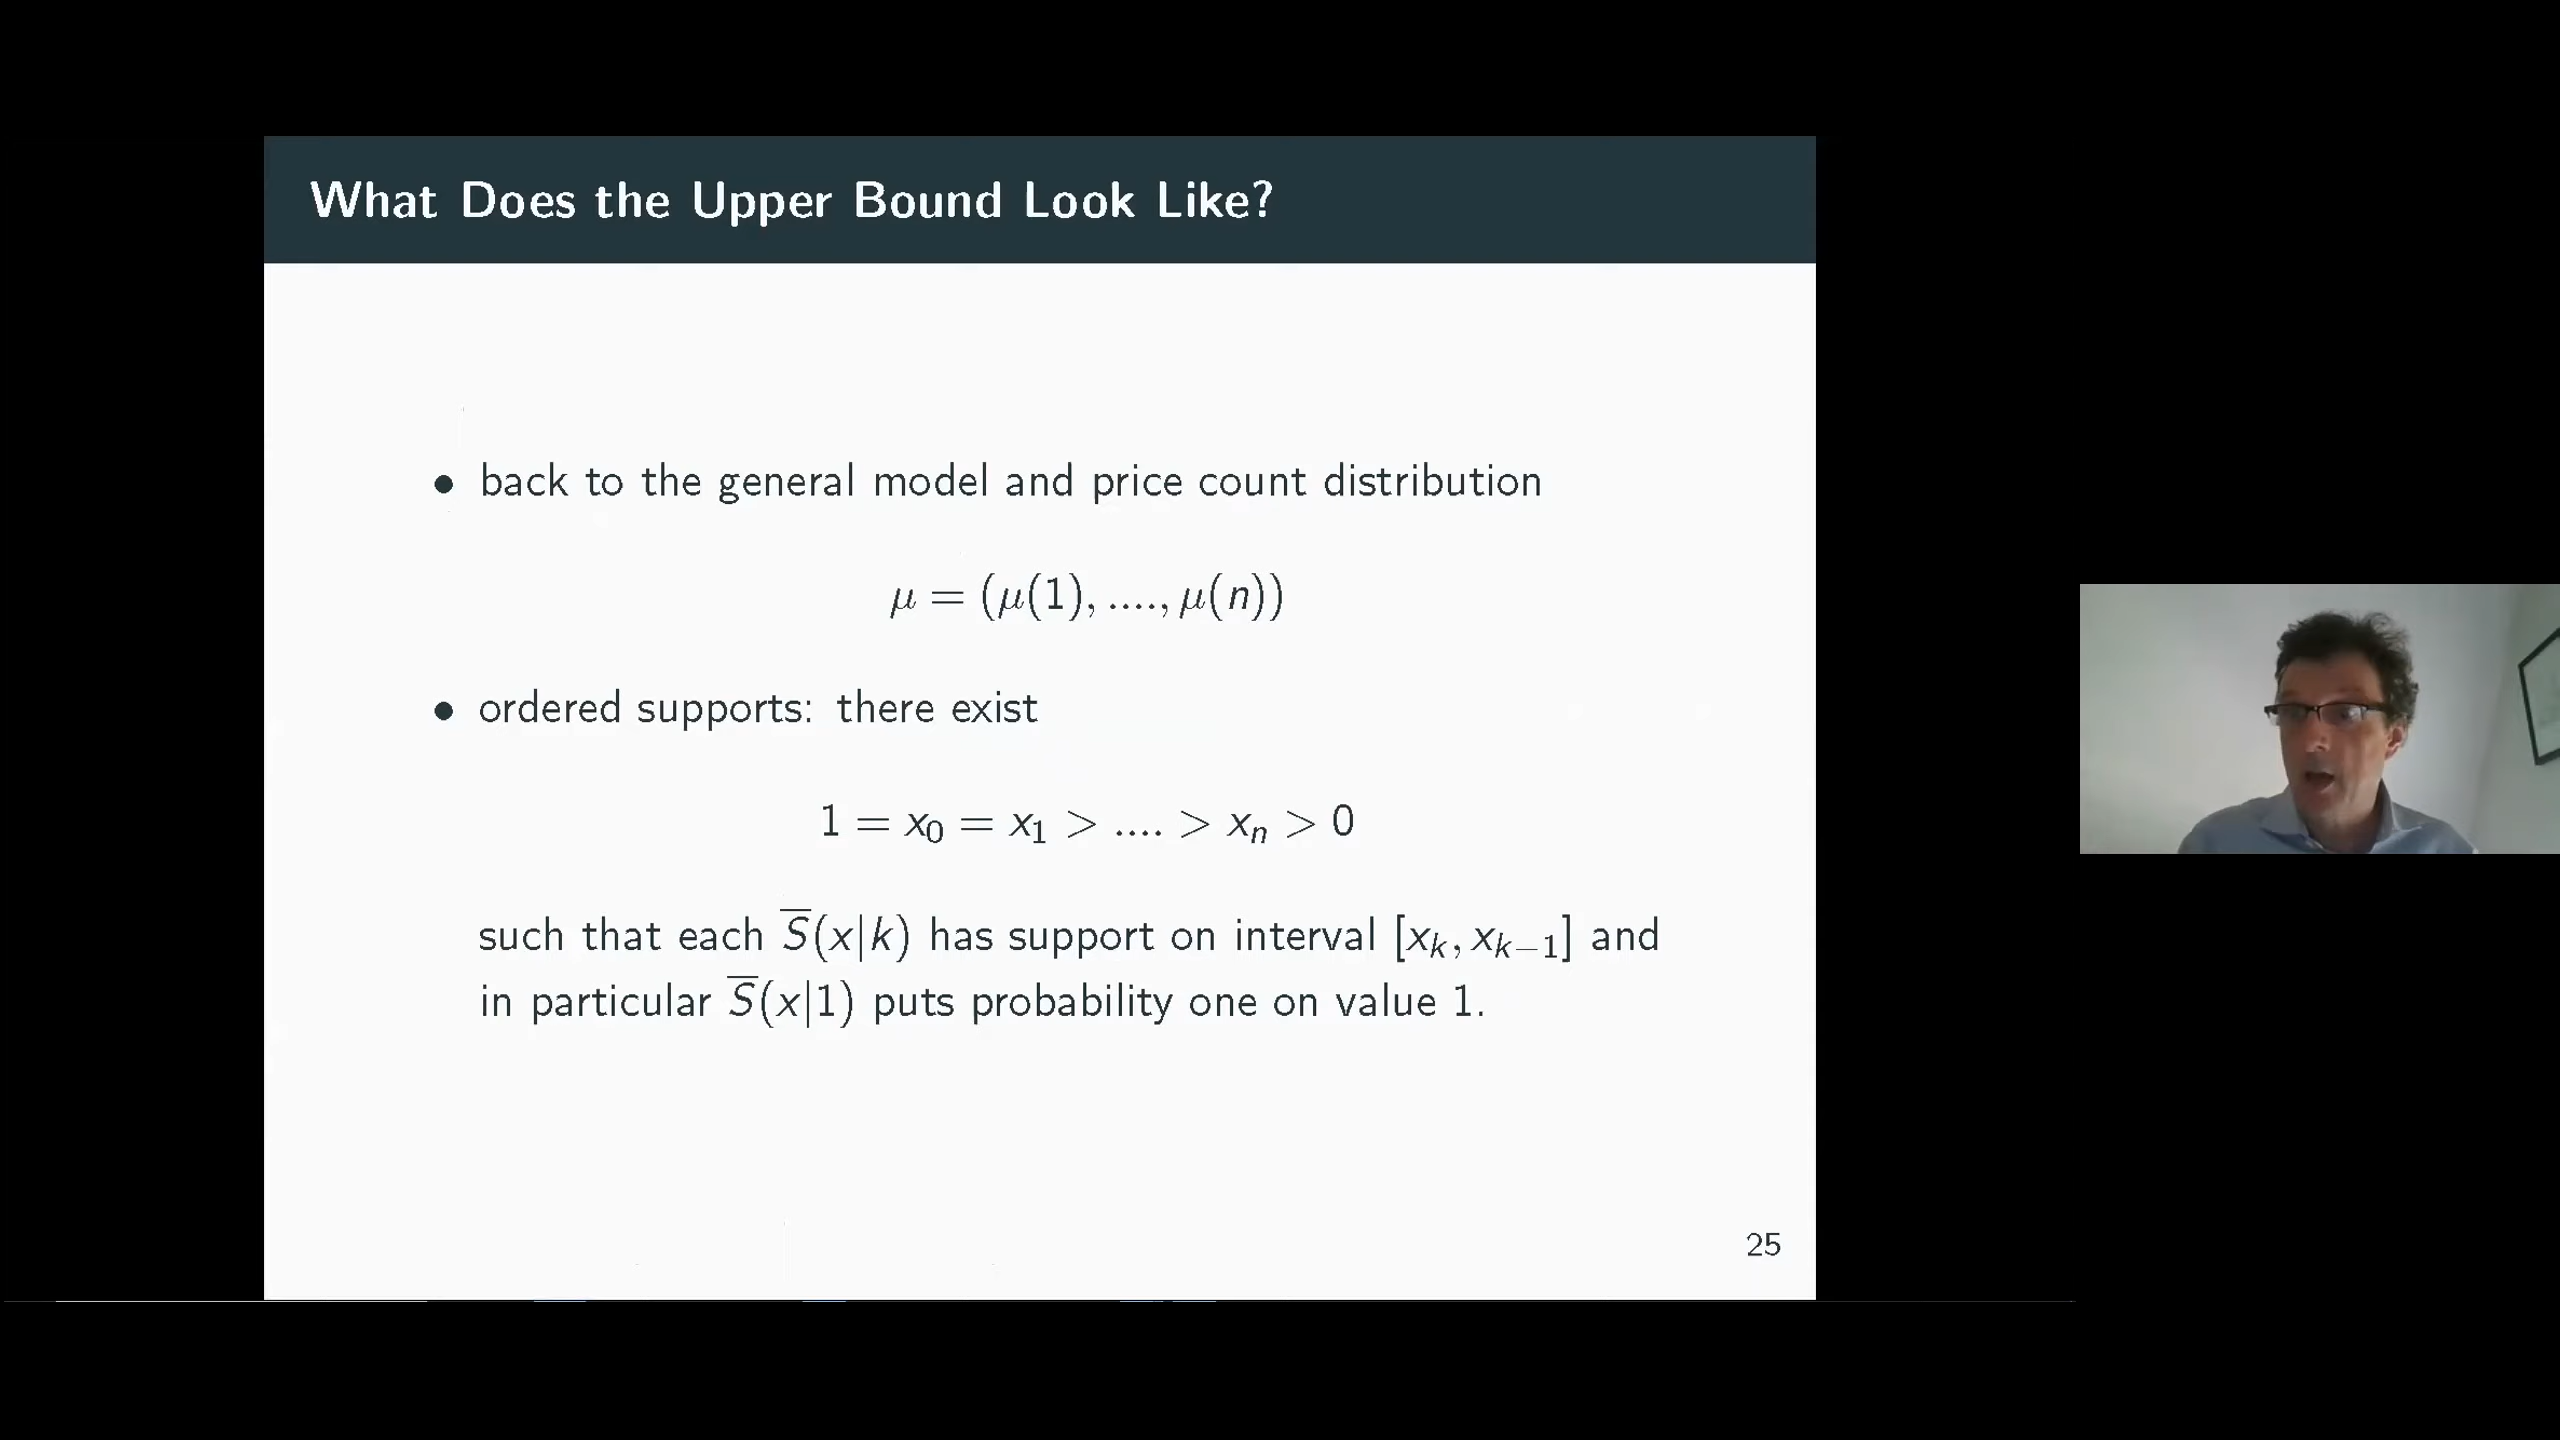 What Does the Upper Bound Look Like?
• back to the general model and price count distribution
μ = (μ(1), ...., μ(n))
• ordered supports: there exist
1 = x₀ = x₁ > .... > xₙ > 0
such that each S̅(x|k) has support on interval [xₖ, xₖ₋₁] and
in particular S̅(x|1) puts probability one on value 1.
25